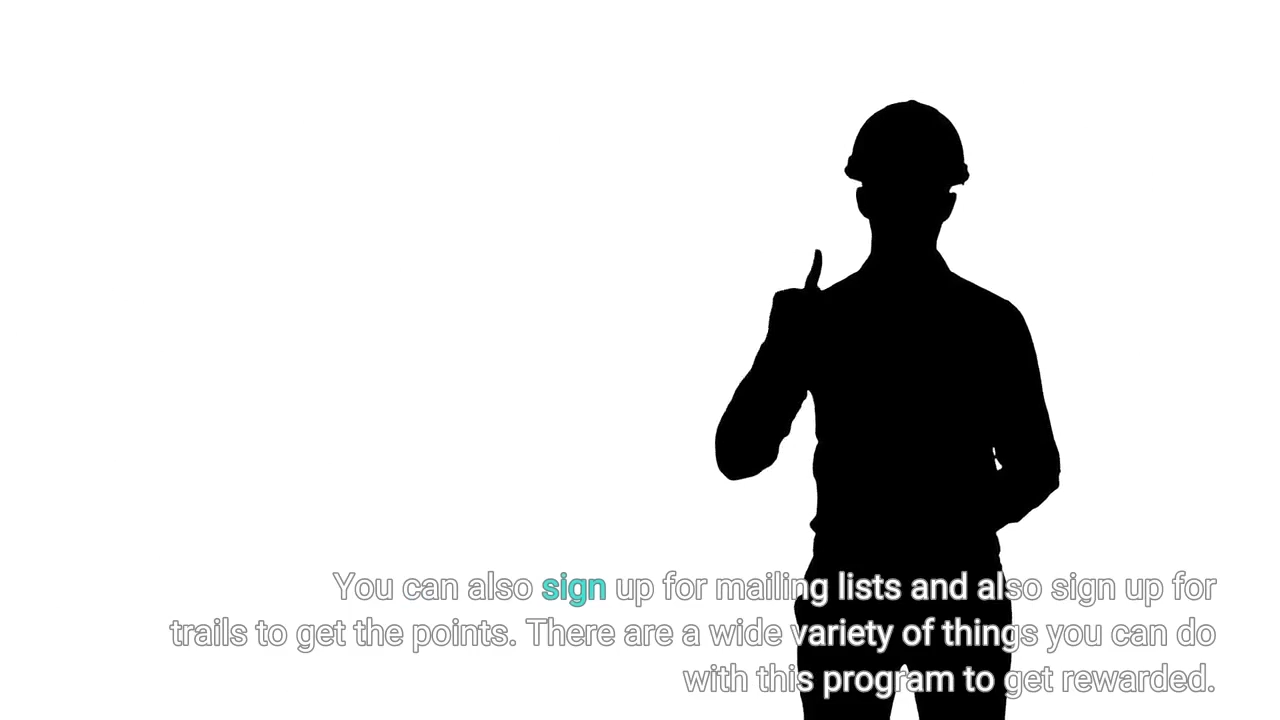 You can also sign up for mailing lists and also sign up for
trails to get the points. There are a wide variety of things you can do
with this program to get rewarded.